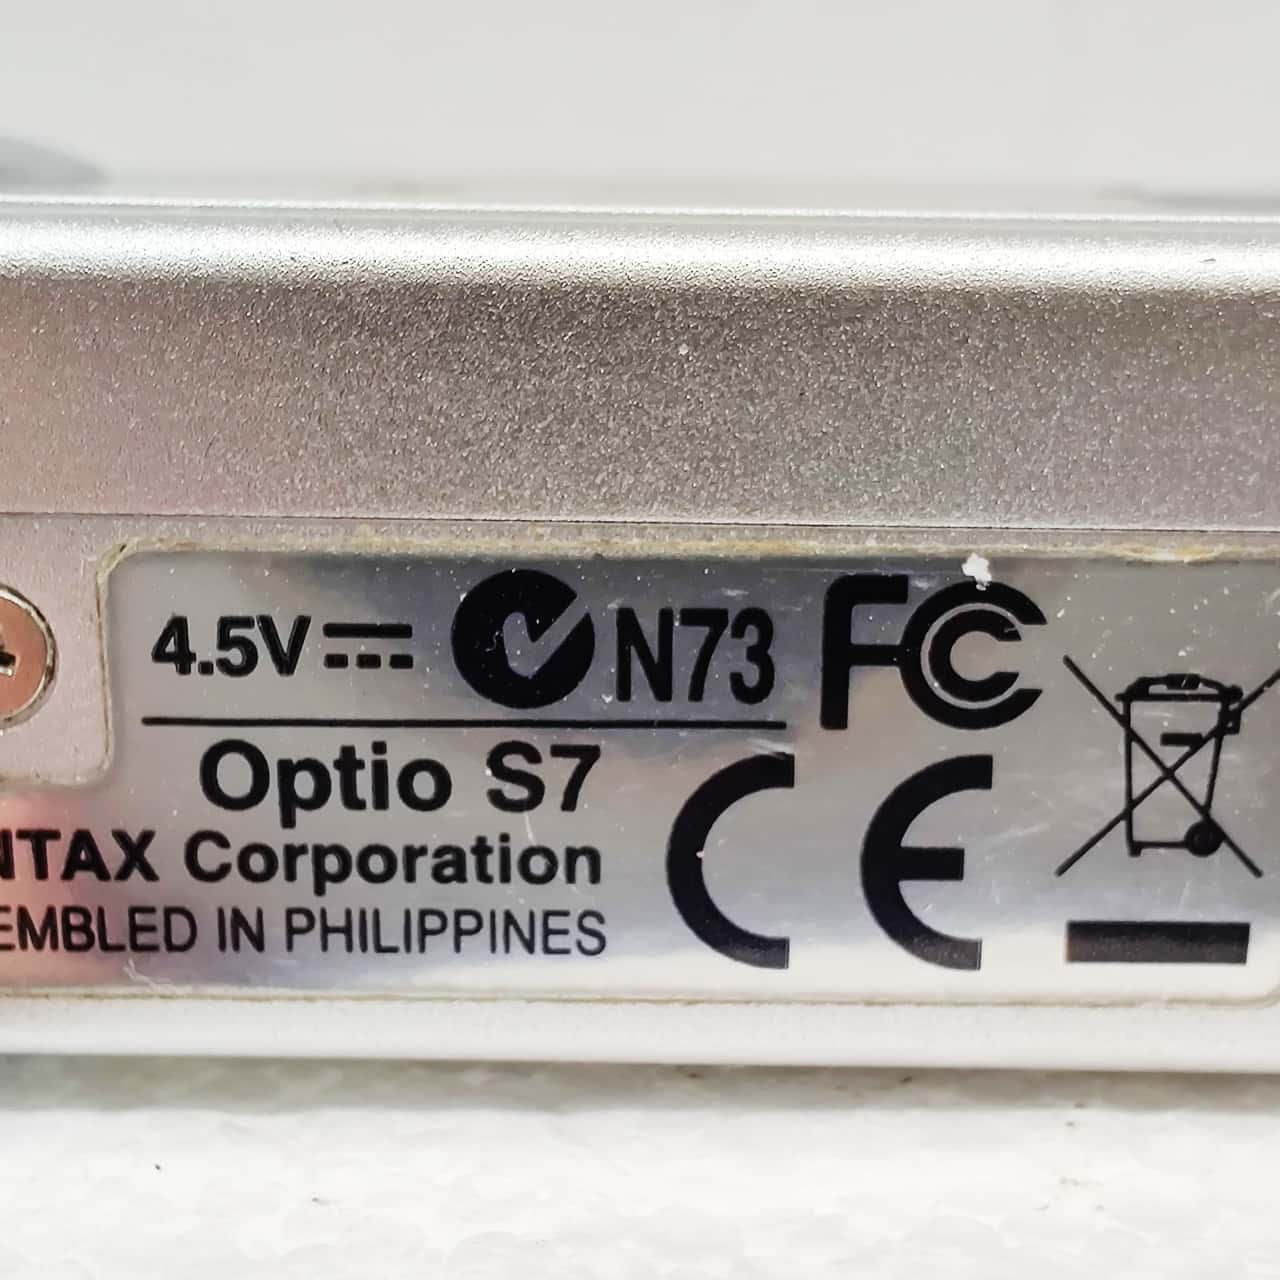 4.5V N73 FC
Optio S7
NTAX Corporation
EMBLED IN PHILIPPINES
CE